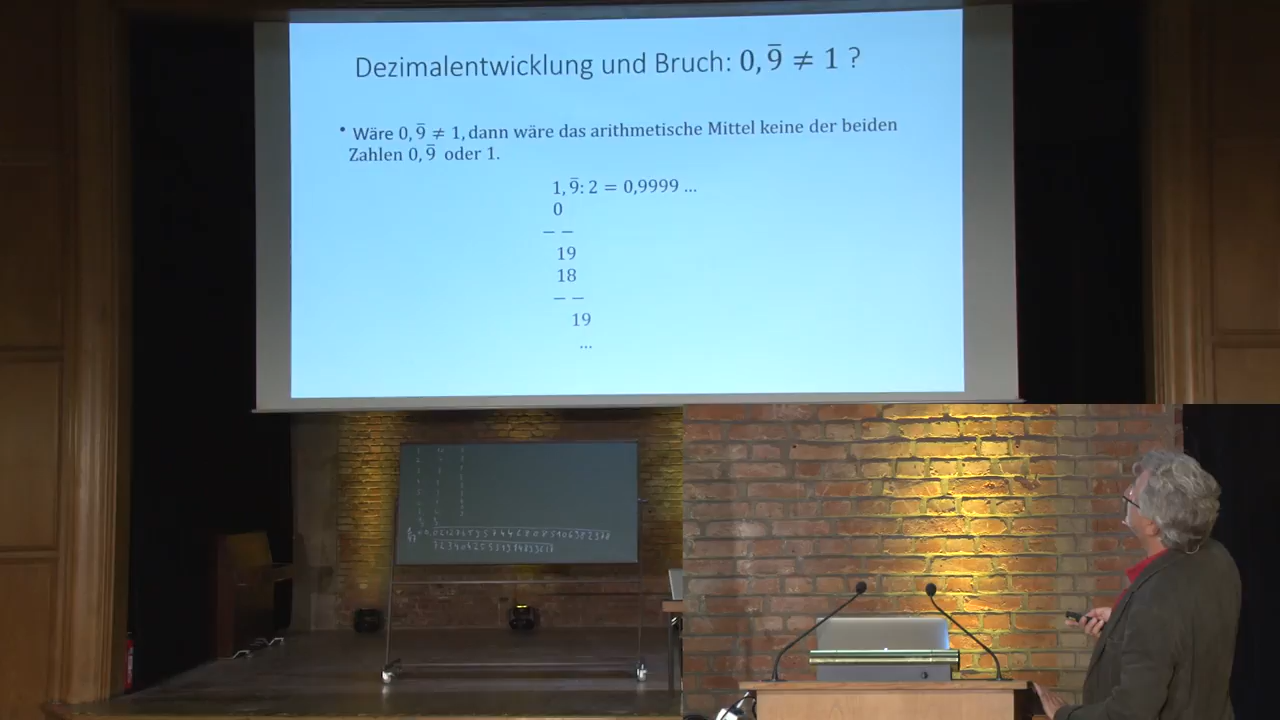 Dezimalentwicklung und Bruch: 0, 9̄ ≠ 1 ?
• Wäre 0, 9̄ ≠ 1, dann wäre das arithmetische Mittel keine der beiden
Zahlen 0, 9̄ oder 1.
1, 9̄: 2 = 0,9999 ...
0
– –
19
18
– –
19
...